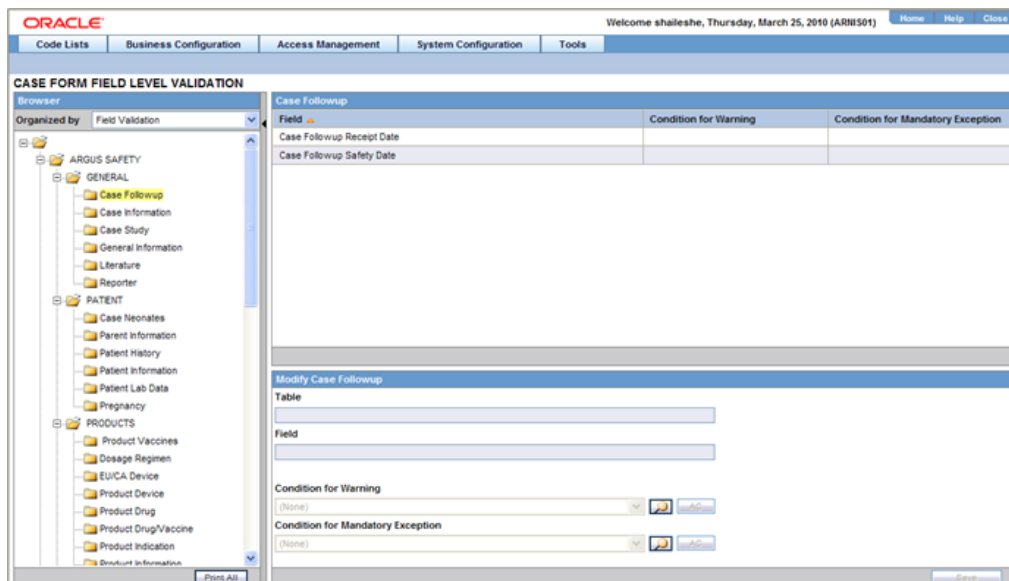 ORACLE
Welcome shaileshe, Thursday, March 25, 2010 (ARNIS01)
Home Help Close
Code Lists Business Configuration Access Management System Configuration Tools
CASE FORM FIELD LEVEL VALIDATION
Browser
Organized by Field Validation
ARGUS SAFETY
GENERAL
Case Followup
Case Information
Case Study
General Information
Literature
Reporter
PATIENT
Case Neonates
Parent Information
Patient History
Patient Information
Patient Lab Data
Pregnancy
PRODUCTS
Product Vaccines
Dosage Regimen
EU/CA Device
Product Device
Product Drug
Product Drug/Vaccine
Product Indication
Product Information
Print All
Case Followup
Field Condition for Warning Condition for Mandatory Exception
Case Followup Receipt Date
Case Followup Safety Date
Modify Case Followup
Table
Field
Condition for Warning
(None) AC
Condition for Mandatory Exception
(None) AC
Save